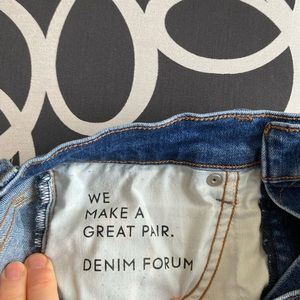 WE
MAKE A
GREAT PAIR.
DENIM FORUM